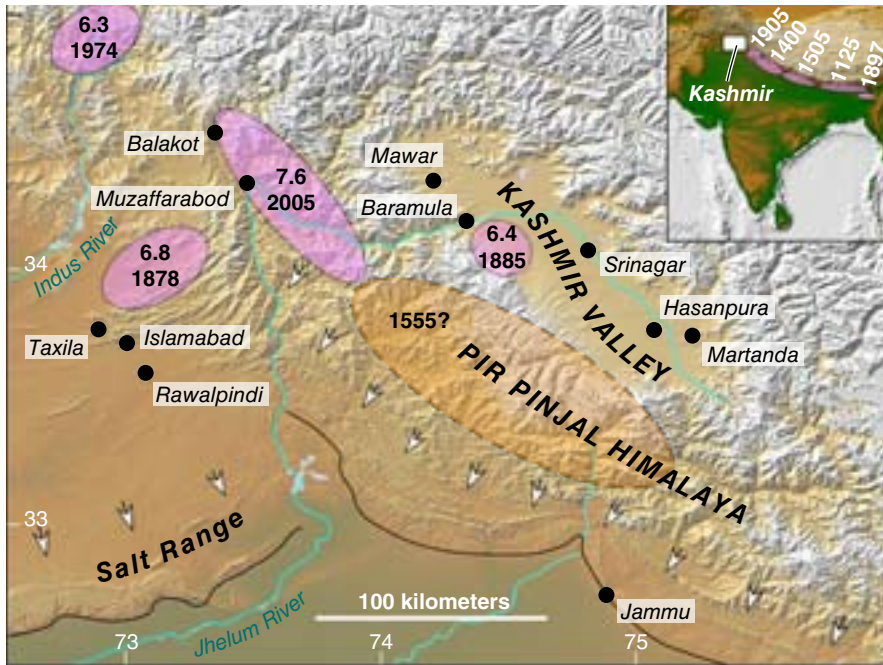 6.3
1974
1905
1400
1505
1125
1897
Kashmir
Balakot
7.6
2005
Mawar
Muzaffarabod
Baramula
KASHMIR VALLEY
6.4
1885
Indus River
34
6.8
1878
Srinagar
1555?
Hasanpura
Taxila
Islamabad
Martanda
PIR PINJAL HIMALAYA
Rawalpindi
33
Salt Range
100 kilometers
Jammu
Jhelum River
73
74
75